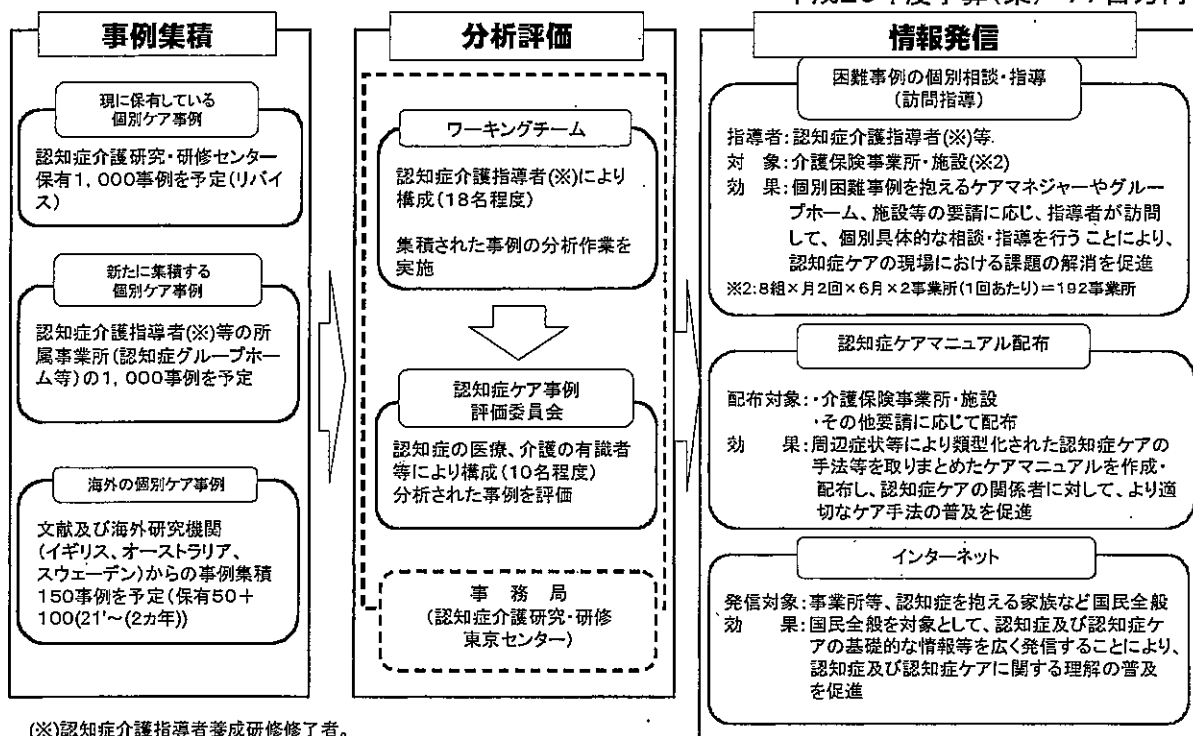 事例集積
現に保有している
個別ケア事例
認知症介護研究・研修センター
保有1,000事例を予定(リバイ
ス)
新たに集積する
個別ケア事例
認知症介護指導者(※)等の所
属事業所(認知症グループホー
ム等)の1,000事例を予定
海外の個別ケア事例
文献及び海外研究機関
(イギリス、オーストラリア、
スウェーデン)からの事例集積
150事例を予定(保有50+
100(21'~(2カ年))
(※)認知症介護指導者養成研修修了者。
分析評価
ワーキングチーム
認知症介護指導者(※)により
構成(18名程度)
集積された事例の分析作業を
実施
認知症ケア事例
評価委員会
認知症の医療、介護の有識者
等により構成(10名程度)
分析された事例を評価
事務局
(認知症介護研究・研修
東京センター)
情報発信
困難事例の個別相談・指導
(訪問指導)
指導者:認知症介護指導者(※)等
対 象:介護保険事業所・施設(※2)
効 果:個別困難事例を抱えるケアマネジャーやグルー
プホーム、施設等の要請に応じ、指導者が訪問
して、個別具体的な相談・指導を行うことにより、
認知症ケアの現場における課題の解消を促進
※2:8組×月2回×6月×2事業所(1回あたり)=192事業所
認知症ケアマニュアル配布
配布対象:・介護保険事業所・施設
・その他要請に応じて配布
効 果:周辺症状等により類型化された認知症ケアの
手法等を取りまとめたケアマニュアルを作成・
配布し、認知症ケアの関係者に対して、より適
切なケア手法の普及を促進
インターネット
発信対象:事業所等、認知症を抱える家族など国民全般
効 果:国民全般を対象として、認知症及び認知症ケ
アの基礎的な情報等を広く発信することにより、
認知症及び認知症ケアに関する理解の普及
を促進